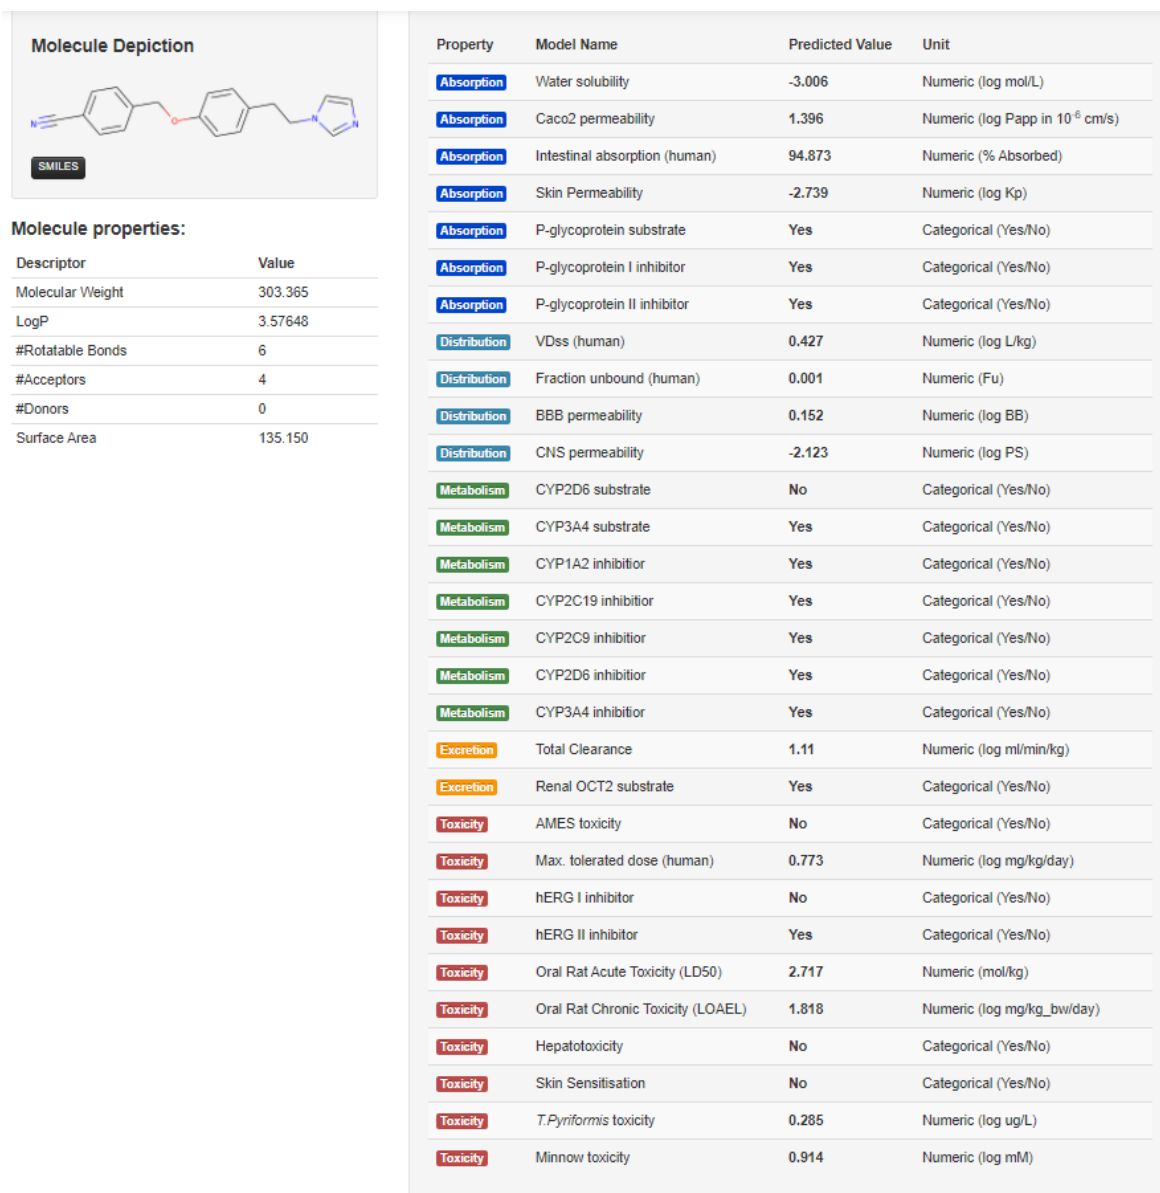 Molecule Depiction
N
O
N
N
SMILES
Molecule properties:
Descriptor Value
Molecular Weight 303.365
LogP 3.57648
#Rotatable Bonds 6
#Acceptors 4
#Donors 0
Surface Area 135.150
Property Model Name Predicted Value Unit
Absorption Water solubility -3.006 Numeric (log mol/L)
Absorption Caco2 permeability 1.396 Numeric (log Papp in 10⁻⁶ cm/s)
Absorption Intestinal absorption (human) 94.873 Numeric (% Absorbed)
Absorption Skin Permeability -2.739 Numeric (log Kp)
Absorption P-glycoprotein substrate Yes Categorical (Yes/No)
Absorption P-glycoprotein I inhibitor Yes Categorical (Yes/No)
Absorption P-glycoprotein II inhibitor Yes Categorical (Yes/No)
Distribution VDss (human) 0.427 Numeric (log L/kg)
Distribution Fraction unbound (human) 0.001 Numeric (Fu)
Distribution BBB permeability 0.152 Numeric (log BB)
Distribution CNS permeability -2.123 Numeric (log PS)
Metabolism CYP2D6 substrate No Categorical (Yes/No)
Metabolism CYP3A4 substrate Yes Categorical (Yes/No)
Metabolism CYP1A2 inhibitior Yes Categorical (Yes/No)
Metabolism CYP2C19 inhibitior Yes Categorical (Yes/No)
Metabolism CYP2C9 inhibitior Yes Categorical (Yes/No)
Metabolism CYP2D6 inhibitior Yes Categorical (Yes/No)
Metabolism CYP3A4 inhibitior Yes Categorical (Yes/No)
Excretion Total Clearance 1.11 Numeric (log ml/min/kg)
Excretion Renal OCT2 substrate Yes Categorical (Yes/No)
Toxicity AMES toxicity No Categorical (Yes/No)
Toxicity Max. tolerated dose (human) 0.773 Numeric (log mg/kg/day)
Toxicity hERG I inhibitor No Categorical (Yes/No)
Toxicity hERG II inhibitor Yes Categorical (Yes/No)
Toxicity Oral Rat Acute Toxicity (LD50) 2.717 Numeric (mol/kg)
Toxicity Oral Rat Chronic Toxicity (LOAEL) 1.818 Numeric (log mg/kg_bw/day)
Toxicity Hepatotoxicity No Categorical (Yes/No)
Toxicity Skin Sensitisation No Categorical (Yes/No)
Toxicity T.Pyriformis toxicity 0.285 Numeric (log ug/L)
Toxicity Minnow toxicity 0.914 Numeric (log mM)